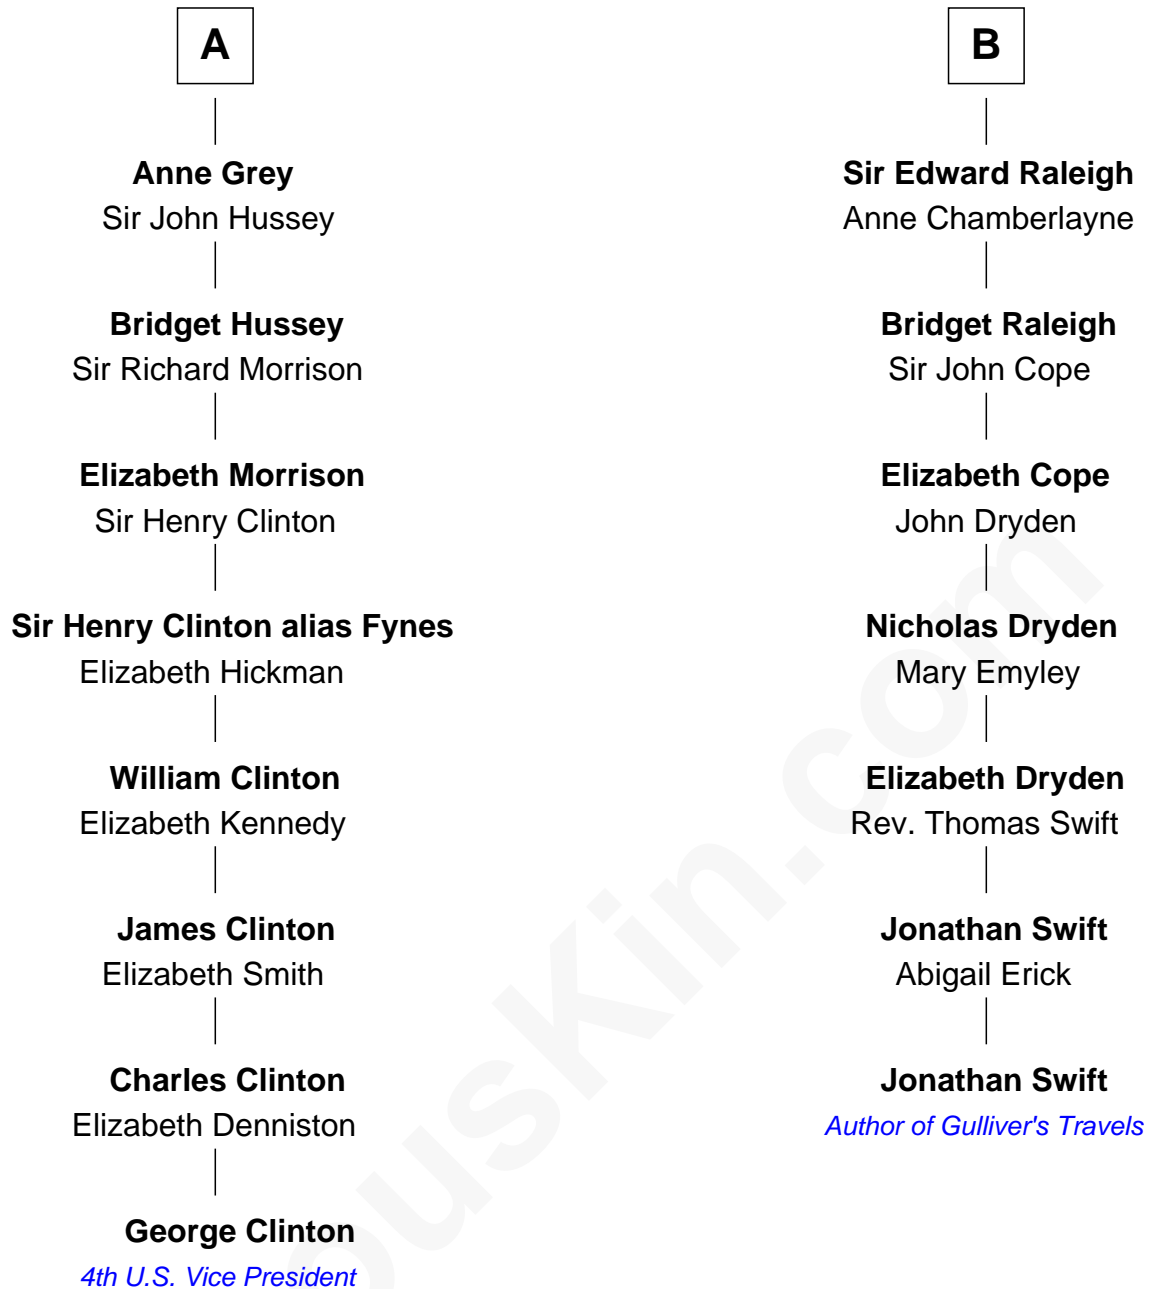 A
Anne Grey
Sir John Hussey
Bridget Hussey
Sir Richard Morrison
Elizabeth Morrison
Sir Henry Clinton
Sir Henry Clinton alias Fynes
Elizabeth Hickman
William Clinton
Elizabeth Kennedy
James Clinton
Elizabeth Smith
Charles Clinton
Elizabeth Denniston
George Clinton
4th U.S. Vice President
B
Sir Edward Raleigh
Anne Chamberlayne
Bridget Raleigh
Sir John Cope
Elizabeth Cope
John Dryden
Nicholas Dryden
Mary Emyley
Elizabeth Dryden
Rev. Thomas Swift
Jonathan Swift
Abigail Erick
Jonathan Swift
Author of Gulliver's Travels
ousKin.com